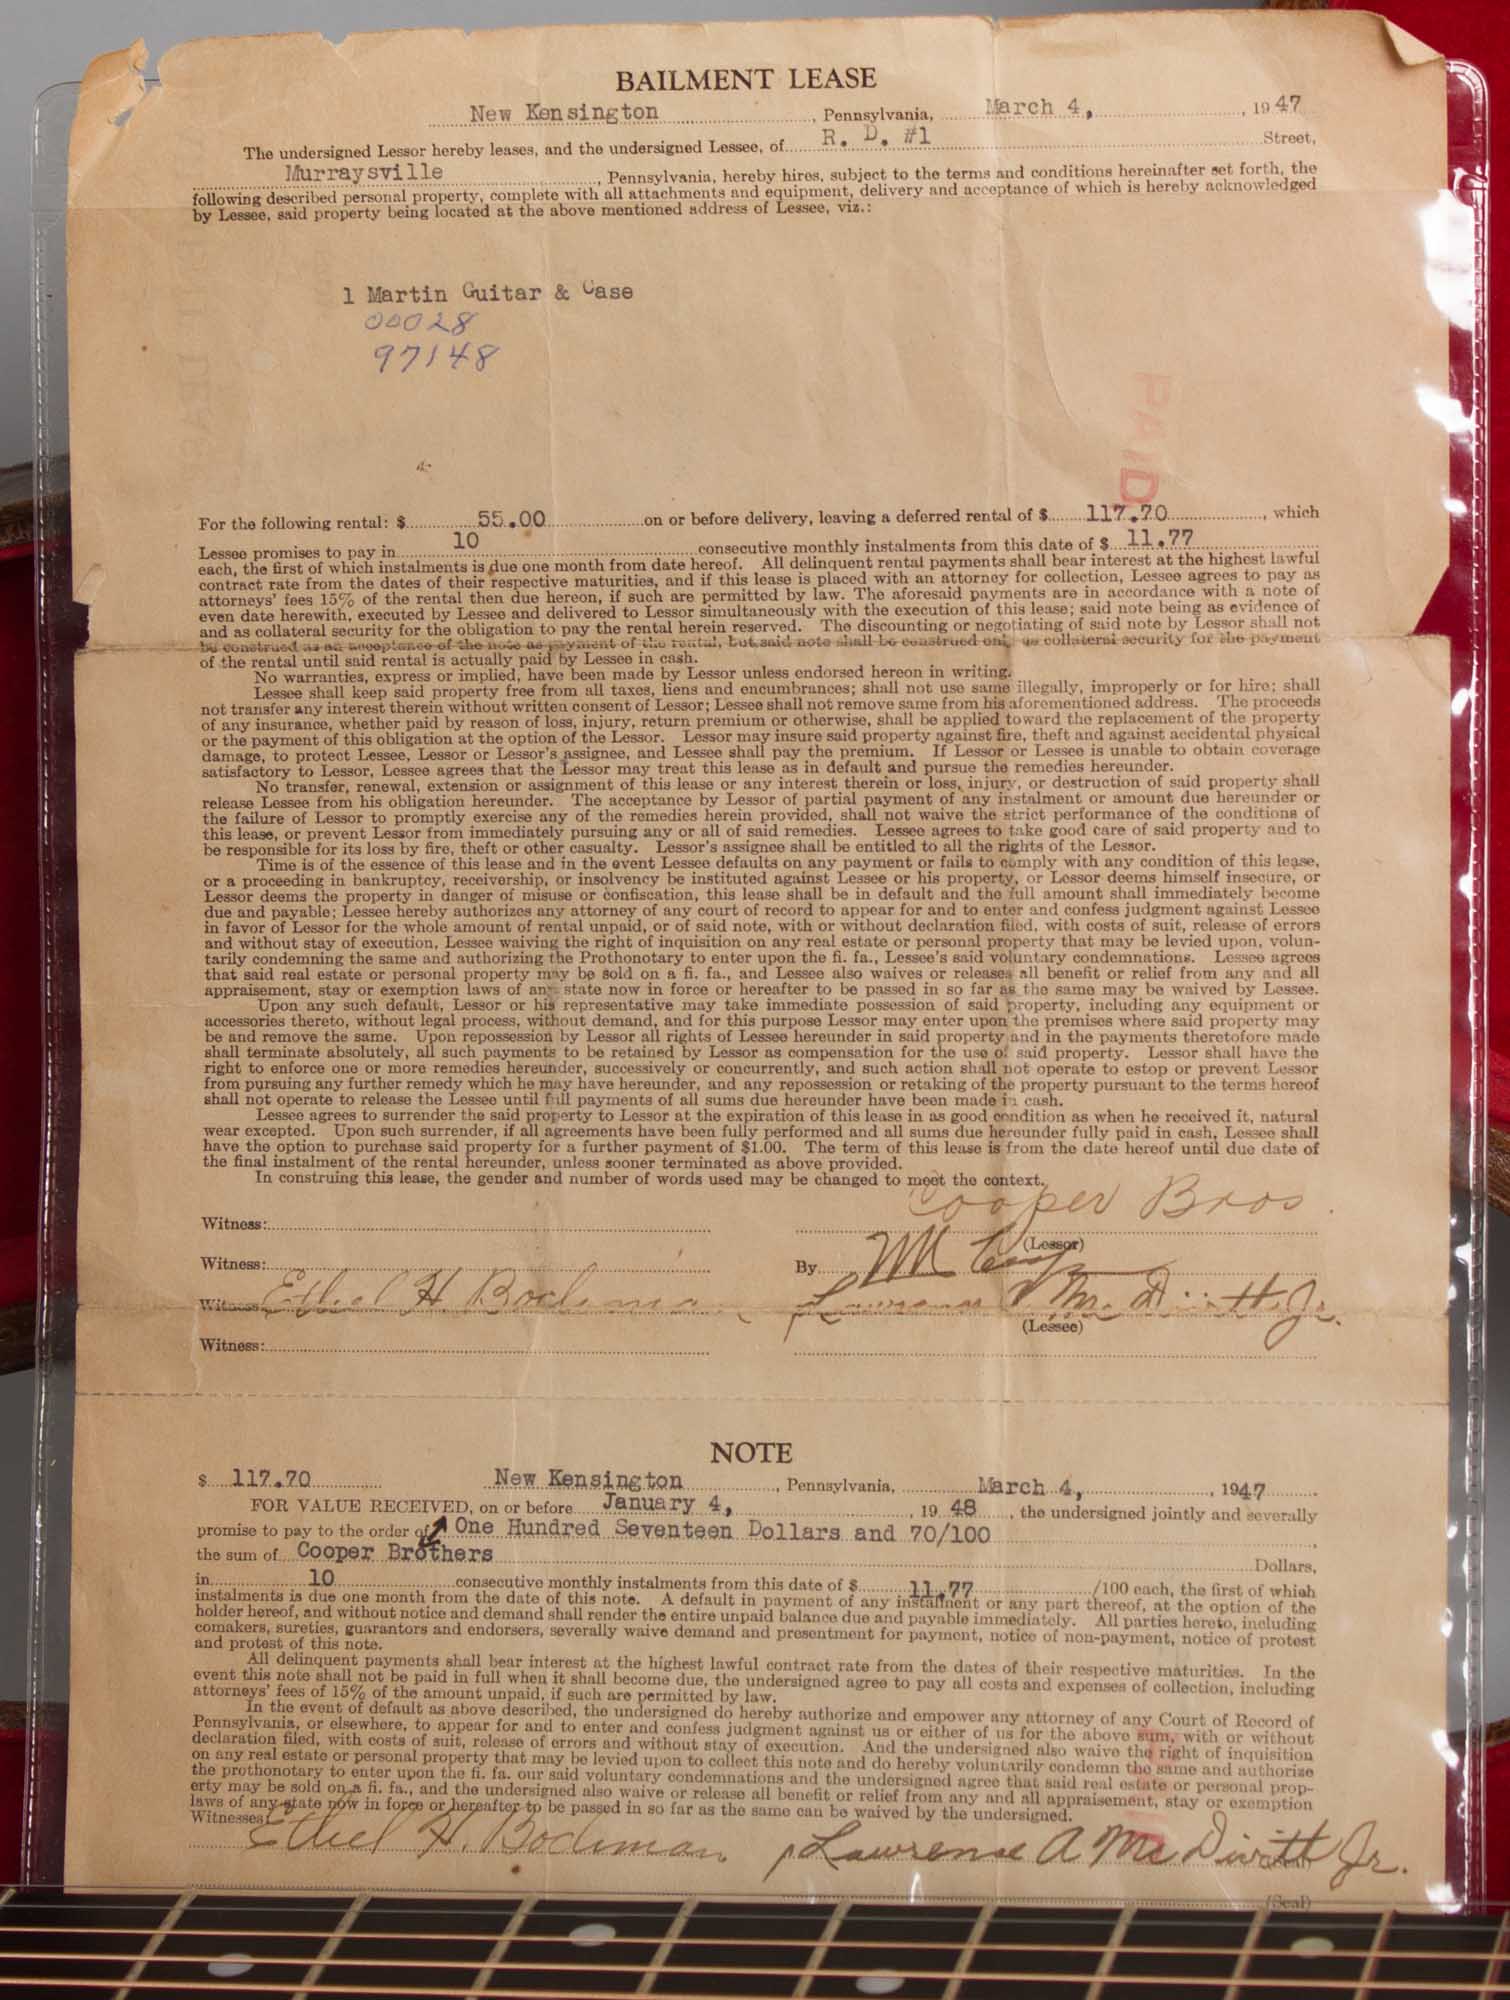 BAILMENT LEASE
New Kensington, Pennsylvania, March 4, 1947
The undersigned Lessor hereby leases, and the undersigned Lessee, of R. D. #1 Street,
Murraysville, Pennsylvania, hereby hires, subject to the terms and conditions hereinafter set forth, the
following described personal property, complete with all attachments and equipment, delivery and acceptance of which is hereby acknowledged
by Lessee, said property being located at the above mentioned address of Lessee, viz.:
1 Martin Guitar & Case
00028
97148
PAID
For the following rental: $ 55.00 on or before delivery, leaving a deferred rental of $ 117.70, which
Lessee promises to pay in 10 consecutive monthly instalments from this date of $ 11.77
each, the first of which instalments is due one month from date hereof. All delinquent rental payments shall bear interest at the highest lawful
contract rate from the dates of their respective maturities, and if this lease is placed with an attorney for collection, Lessee agrees to pay as
attorneys' fees 15% of the rental then due hereon, if such are permitted by law. The aforesaid payments are in accordance with a note of
even date herewith, executed by Lessee and delivered to Lessor simultaneously with the execution of this lease; said note being as evidence of
and as collateral security for the obligation to pay the rental herein reserved. The discounting or negotiating of said note by Lessor shall not
be construed as an acceptance of the note as payment of the rental, but said note shall be construed only as collateral security for the payment
of the rental until said rental is actually paid by Lessee in cash.
No warranties, express or implied, have been made by Lessor unless endorsed hereon in writing.
Lessee shall keep said property free from all taxes, liens and encumbrances; shall not use same illegally, improperly or for hire; shall
not transfer any interest therein without written consent of Lessor; Lessee shall not remove same from his aforementioned address. The proceeds
of any insurance, whether paid by reason of loss, injury, return premium or otherwise, shall be applied toward the replacement of the property
or the payment of this obligation at the option of the Lessor. Lessor may insure said property against fire, theft and against accidental physical
damage, to protect Lessee, Lessor or Lessor's assignee, and Lessee shall pay the premium. If Lessor or Lessee is unable to obtain coverage
satisfactory to Lessor, Lessee agrees that the Lessor may treat this lease as in default and pursue the remedies hereunder.
No transfer, renewal, extension or assignment of this lease or any interest therein or loss, injury, or destruction of said property shall
release Lessee from his obligation hereunder. The acceptance by Lessor of partial payment of any instalment or amount due hereunder or
the failure of Lessor to promptly exercise any of the remedies herein provided, shall not waive the strict performance of the conditions of
this lease, or prevent Lessor from immediately pursuing any or all of said remedies. Lessee agrees to take good care of said property and to
be responsible for its loss by fire, theft or other casualty. Lessor's assignee shall be entitled to all the rights of the Lessor.
Time is of the essence of this lease and in the event Lessee defaults on any payment or fails to comply with any condition of this lease,
or a proceeding in bankruptcy, receivership, or insolvency be instituted against Lessee or his property, or Lessor deems himself insecure, or
Lessor deems the property in danger of misuse or confiscation, this lease shall be in default and the full amount shall immediately become
due and payable; Lessee hereby authorizes any attorney of any court of record to appear for and to enter and confess judgment against Lessee
in favor of Lessor for the whole amount of rental unpaid, or of said note, with or without declaration filed, with costs of suit, release of errors
and without stay of execution, Lessee waiving the right of inquisition on any real estate or personal property that may be levied upon, volun-
tarily condemning the same and authorizing the Prothonotary to enter upon the fi. fa., Lessee's said voluntary condemnations. Lessee agrees
that said real estate or personal property may be sold on a fi. fa., and Lessee also waives or releases all benefit or relief from any and all
appraisement, stay or exemption laws of any state now in force or hereafter to be passed in so far as the same may be waived by Lessee.
Upon any such default, Lessor or his representative may take immediate possession of said property, including any equipment or
accessories thereto, without legal process, without demand, and for this purpose Lessor may enter upon the premises where said property may
be and remove the same. Upon repossession by Lessor all rights of Lessee hereunder in said property and in the payments theretofore made
shall terminate absolutely, all such payments to be retained by Lessor as compensation for the use of said property. Lessor shall have the
right to enforce one or more remedies hereunder, successively or concurrently, and such action shall not operate to estop or prevent Lessor
from pursuing any further remedy which he may have hereunder, and any repossession or retaking of the property pursuant to the terms hereof
shall not operate to release the Lessee until full payments of all sums due hereunder have been made in cash.
Lessee agrees to surrender the said property to Lessor at the expiration of this lease in as good condition as when he received it, natural
wear excepted. Upon such surrender, if all agreements have been fully performed and all sums due hereunder fully paid in cash, Lessee shall
have the option to purchase said property for a further payment of $1.00. The term of this lease is from the date hereof until due date of
the final instalment of the rental hereunder, unless sooner terminated as above provided.
In construing this lease, the gender and number of words used may be changed to meet the context.
Witness: Cooper Bros.
(Lessor)
Witness: By
Witness: Ethel H. Bochman Lawrence A Mc Divitt Jr.
(Lessee)
Witness:
NOTE
$ 117.70 New Kensington, Pennsylvania, March 4, 1947
FOR VALUE RECEIVED, on or before January 4, 1948, the undersigned jointly and severally
promise to pay to the order of One Hundred Seventeen Dollars and 70/100
the sum of Cooper Brothers Dollars,
in 10 consecutive monthly instalments from this date of $ 11.77 /100 each, the first of which
instalments is due one month from the date of this note. A default in payment of any instalment or any part thereof, at the option of the
holder hereof, and without notice and demand shall render the entire unpaid balance due and payable immediately. All parties hereto, including
comakers, sureties, guarantors and endorsers, severally waive demand and presentment for payment, notice of non-payment, notice of protest
and protest of this note.
All delinquent payments shall bear interest at the highest lawful contract rate from the dates of their respective maturities. In the
event this note shall not be paid in full when it shall become due, the undersigned agree to pay all costs and expenses of collection, including
attorneys' fees of 15% of the amount unpaid, if such are permitted by law.
In the event of default as above described, the undersigned do hereby authorize and empower any attorney of any Court of Record of
Pennsylvania, or elsewhere, to appear for and to enter and confess judgment against us or either of us for the above sum, with or without
declaration filed, with costs of suit, release of errors and without stay of execution. And the undersigned also waive the right of inquisition
on any real estate or personal property that may be levied upon to collect this note and do hereby voluntarily condemn the same and authorize
the prothonotary to enter upon the fi. fa. our said voluntary condemnations and the undersigned agree that said real estate or personal prop-
erty may be sold on a fi. fa., and the undersigned also waive or release all benefit or relief from any and all appraisement, stay or exemption
laws of any state now in force or hereafter to be passed in so far as the same can be waived by the undersigned.
Witnesses:
Ethel H. Bochman Lawrence A Mc Divitt Jr.
(Seal)